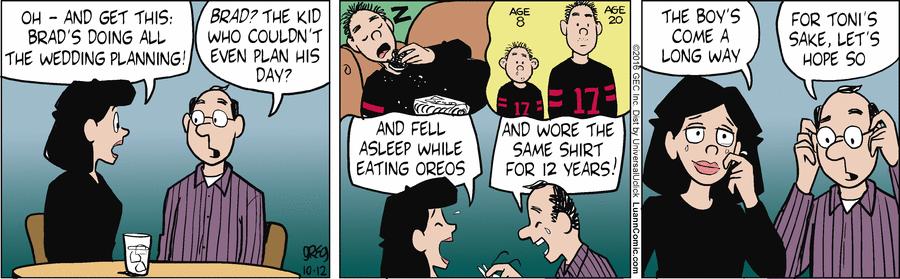 OH - AND GET THIS:
BRAD'S DOING ALL
THE WEDDING PLANNING!
BRAD? THE KID
WHO COULDN'T
EVEN PLAN HIS
DAY?
GREG
10-12
Z
AGE
8
AGE
20
17
17
AND FELL
ASLEEP WHILE
EATING OREOS
AND WORE THE
SAME SHIRT
FOR 12 YEARS!
©2016 GEC Inc. Dist by UniversalUclick LuannComic.com
THE BOY'S
COME A
LONG WAY
FOR TONI'S
SAKE, LET'S
HOPE SO